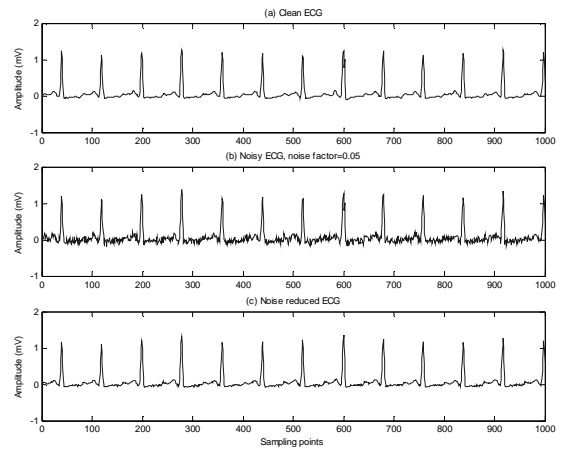 (a) Clean ECG
2
1
0
-1
Amplitude (mV)
0 100 200 300 400 500 600 700 800 900 1000
(b) Noisy ECG, noise factor=0.05
2
1
0
-1
Amplitude (mV)
0 100 200 300 400 500 600 700 800 900 1000
(c) Noise reduced ECG
2
1
0
-1
Amplitude (mV)
0 100 200 300 400 500 600 700 800 900 1000
Sampling points